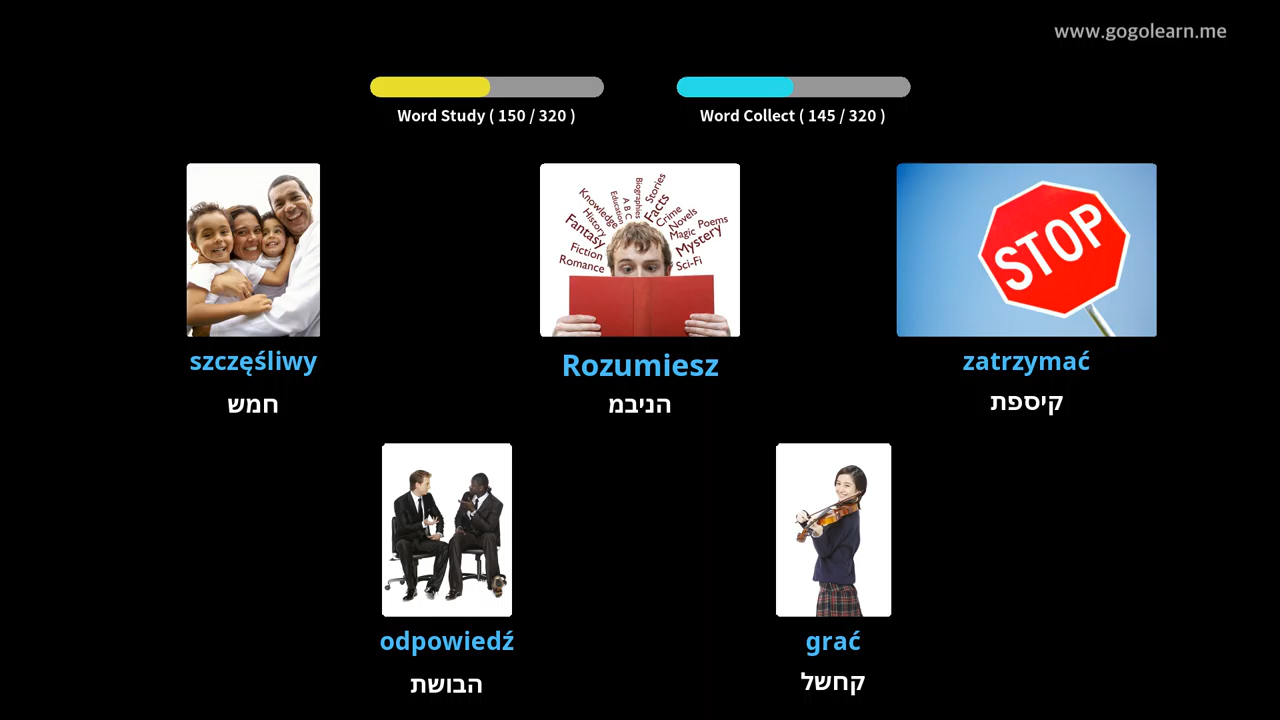 www.gogolearn.me
Word Study ( 150 / 320 )
Word Collect ( 145 / 320 )
Knowledge
History
Fantasy
Fiction
Romance
Education
A B C
Biographies
Stories
Facts
Crime
Novels
Magic Poems
Mystery
Sci-Fi
STOP
szczęśliwy
Rozumiesz
zatrzymać
חמש
הניבמ
קיספת
odpowiedź
grać
הבושת
קחשל